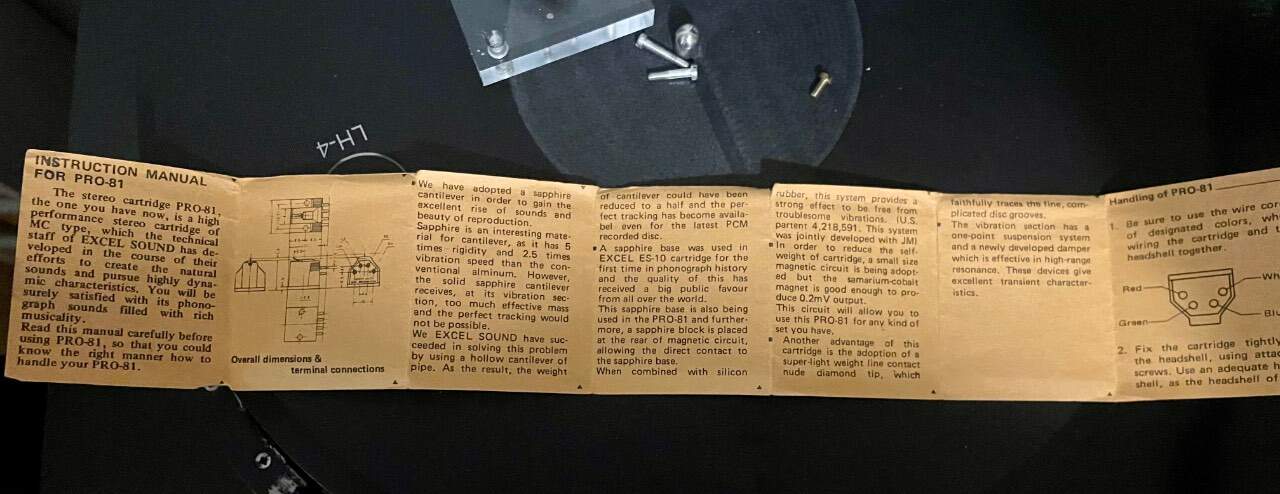 LH-4
INSTRUCTION MANUAL
FOR PRO-81
The stereo cartridge PRO-81,
the one you have now, is a high
performance stereo cartridge of
MC type, which the technical
staff of EXCEL SOUND has de-
veloped in the course of their
efforts to create the natural
sounds and pursue highly dyna-
mic characteristics. You will be
surely satisfied with its phono-
graph sounds filled with rich
musicality.
Read this manual carefully before
using PRO-81, so that you could
know the right manner how to
handle your PRO-81.
Overall dimensions &
terminal connections
▪We have adopted a sapphire
cantilever in order to gain the
excellent rise of sounds and
beauty of reproduction.
Sapphire is an interesting mate-
rial for cantilever, as it has 5
times rigidity and 2.5 times
vibration speed than the con-
ventional alminum. However,
the solid sapphire cantilever
receives, at its vibration sec-
tion, too much effective mass
and the perfect tracking would
not be possible.
We EXCEL SOUND have suc-
ceeded in solving this problem
by using a hollow cantilever of
pipe. As the result, the weight
of cantilever could have been
reduced to a half and the per-
fect tracking has become availa-
bel even for the latest PCM
recorded disc.
▪A sapphire base was used in
EXCEL ES-10 cartridge for the
first time in phonograph history
and the quality of this has
received a big public favour
from all over the world.
This sapphire base is also being
used in the PRO-81 and further-
more, a sapphire block is placed
at the rear of magnetic circuit,
allowing the direct contact to
the sapphire base.
When combined with silicon
rubber, this system provides a
strong effect to be free from
troublesome vibrations. (U.S.
partent 4,218,591. This system
was jointly developed with JMI)
▪In order to reduce the self-
weight of cartridge, a small size
magnetic circuit is being adopt-
ed but the samarium-cobalt
magnet is good enough to pro-
duce 0.2mV output.
This circuit will allow you to
use this PRO-81 for any kind of
set you have.
▪Another advantage of this
cartridge is the adoption of a
super-light weight line contact
nude diamond tip, which
faithfully traces the fine, com-
plicated disc grooves.
▪The vibration section has a
one-point suspension system
and a newly developed damper
which is effective in high-range
resonance. These devices give
excellent transient character-
istics.
Handling of PRO-81
1. Be sure to use the wire
of designated colors,
wiring the cartridge and
headshell together.
Red
Green
2. Fix the cartridge tightly
the headshell, using
screws. Use an adequate
shell, as the headshell of